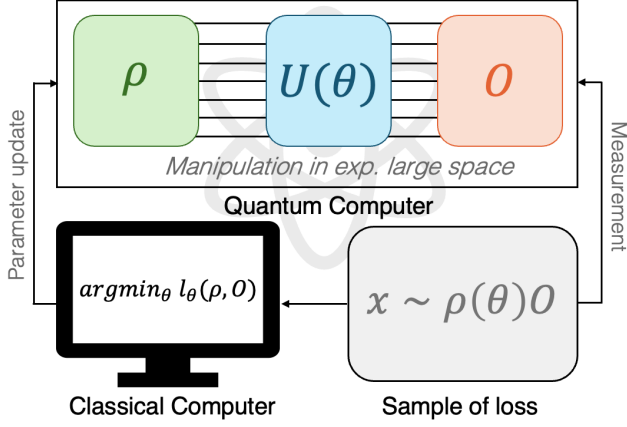 ρ U(θ) O
Manipulation in exp. large space
Quantum Computer
Parameter update
Measurement
argmin_θ l_θ(ρ, O)
x ~ ρ(θ)O
Classical Computer
Sample of loss